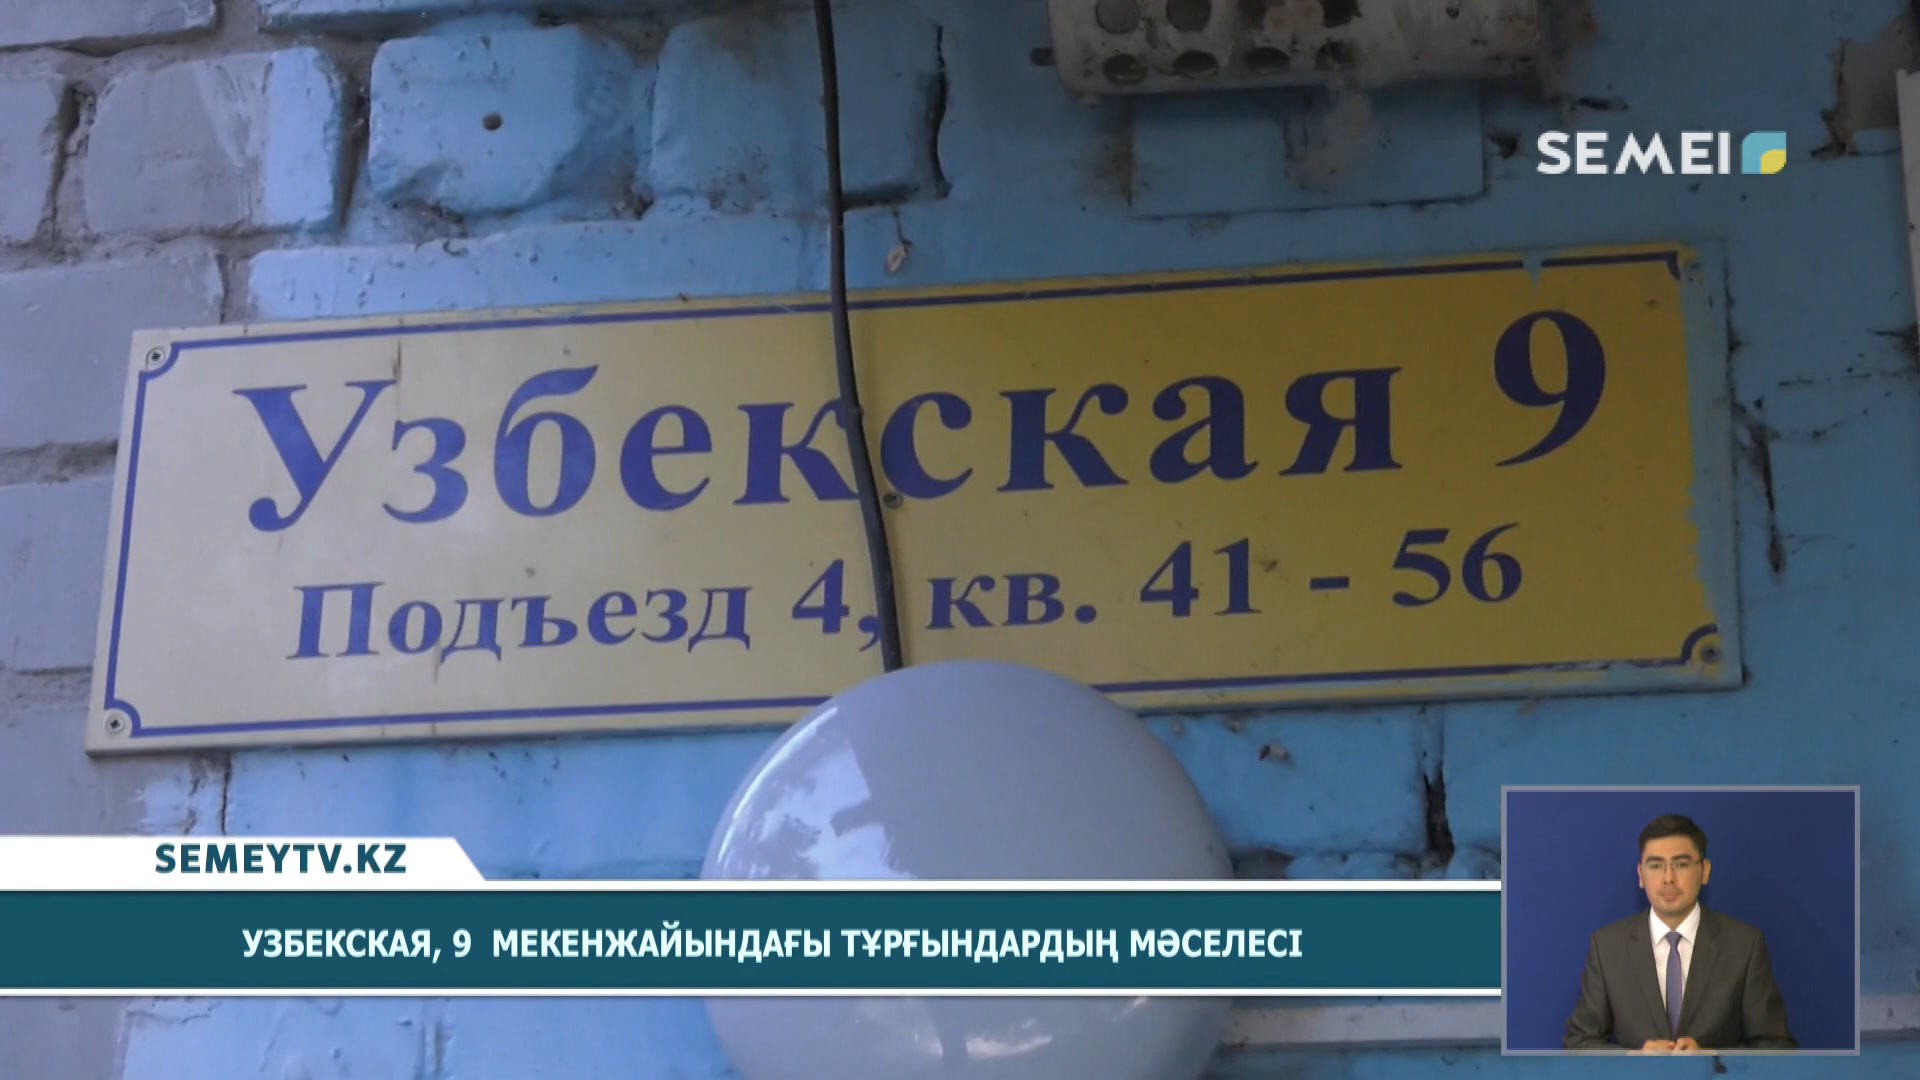 SEMEI
Узбекская 9
Подъезд 4, кв. 41 - 56
SEMEYTV.KZ
УЗБЕКСКАЯ, 9 МЕКЕНЖАЙЫНДАҒЫ ТҰРҒЫНДАРДЫҢ МӘСЕЛЕСІ